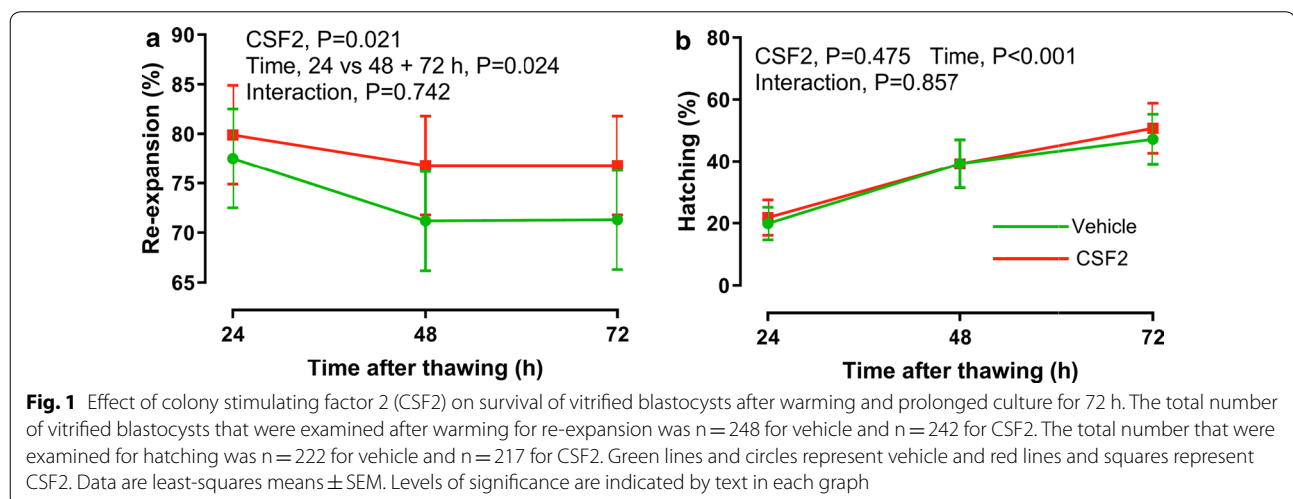 a
90
85
80
75
70
65
Re-expansion (%)
CSF2, P=0.021
Time, 24 vs 48 + 72 h, P=0.024
Interaction, P=0.742
24
48
72
Time after thawing (h)
b
80
60
40
20
0
Hatching (%)
CSF2, P=0.475 Time, P<0.001
Interaction, P=0.857
Vehicle
CSF2
24
48
72
Time after thawing (h)
Fig. 1 Effect of colony stimulating factor 2 (CSF2) on survival of vitrified blastocysts after warming and prolonged culture for 72 h. The total number
of vitrified blastocysts that were examined after warming for re-expansion was n = 248 for vehicle and n = 242 for CSF2. The total number that were
examined for hatching was n = 222 for vehicle and n = 217 for CSF2. Green lines and circles represent vehicle and red lines and squares represent
CSF2. Data are least-squares means ± SEM. Levels of significance are indicated by text in each graph